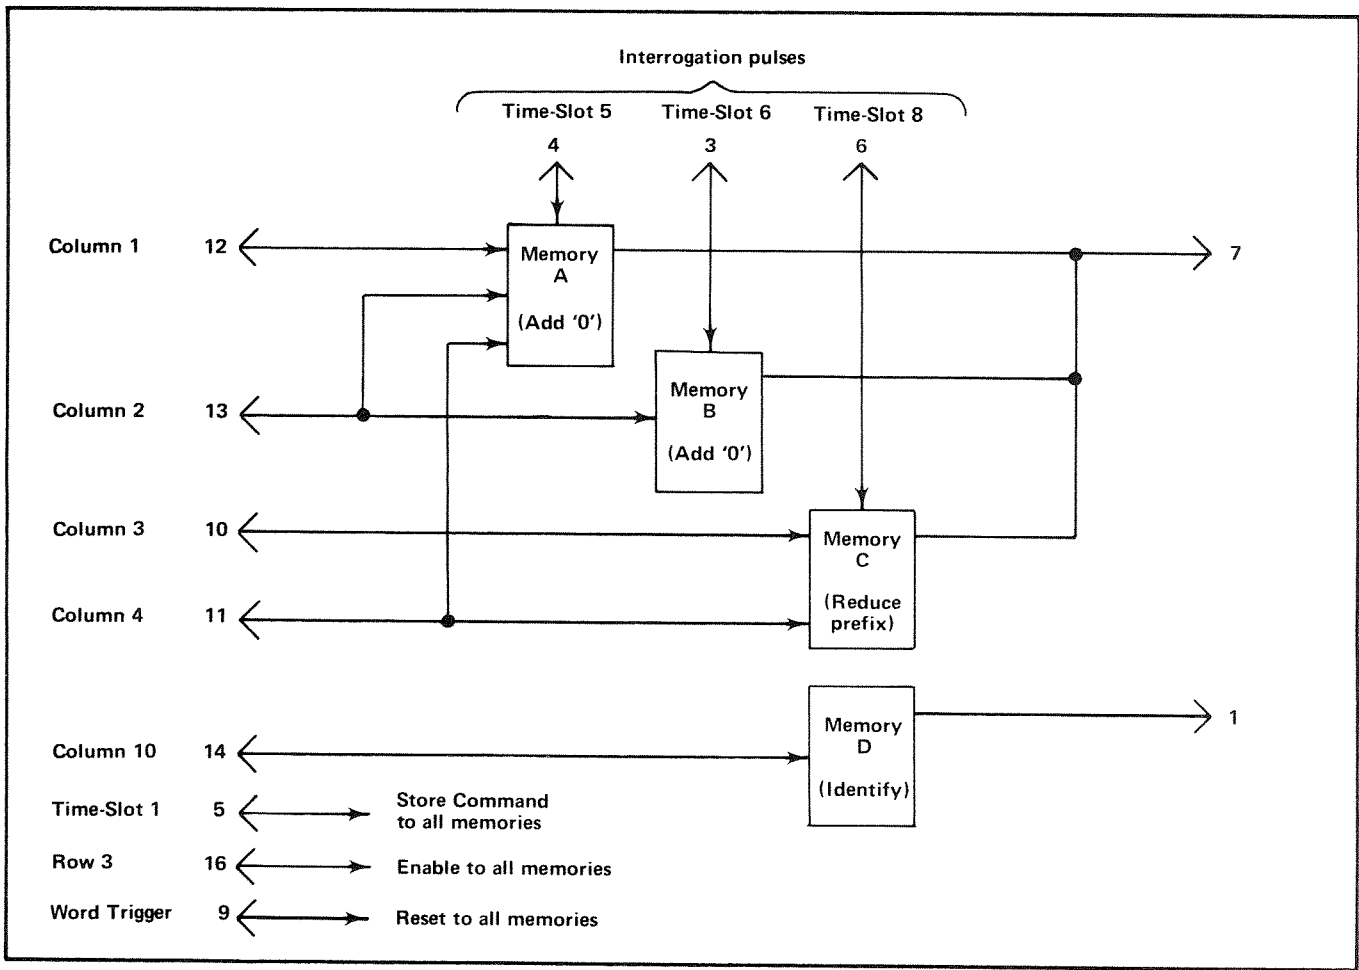 Interrogation pulses
Time-Slot 5 Time-Slot 6 Time-Slot 8
4 3 6
Column 1 12
Memory
A
(Add ‘0’)
7
Column 2 13
Memory
B
(Add ‘0’)
Column 3 10
Memory
C
(Reduce
prefix)
Column 4 11
Memory
D
(Identify)
1
Column 10 14
Time-Slot 1 5
Store Command
to all memories
Row 3 16 Enable to all memories
Word Trigger 9 Reset to all memories